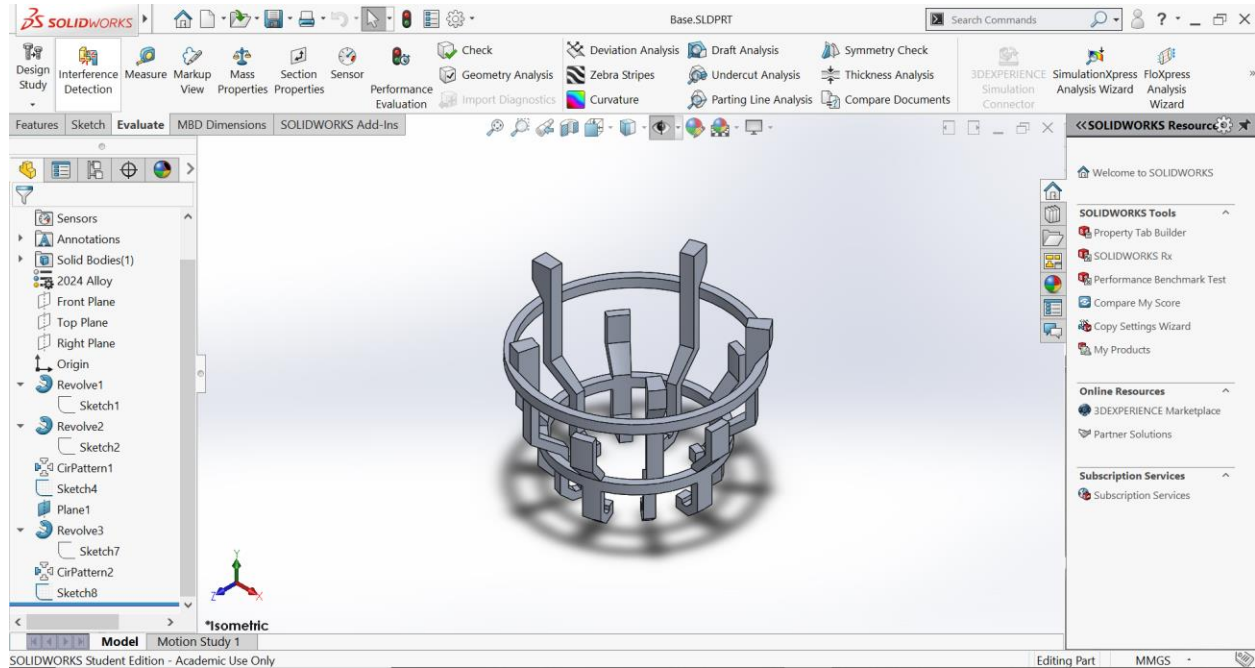 SOLIDWORKS
Base.SLDPRT
Search Commands
?
Design Study
Interference Detection
Measure
Markup View
Mass Properties
Section Properties
Sensor
Performance Evaluation
Check
Geometry Analysis
Import Diagnostics
Deviation Analysis
Zebra Stripes
Curvature
Draft Analysis
Undercut Analysis
Parting Line Analysis
Symmetry Check
Thickness Analysis
Compare Documents
3DEXPERIENCE Simulation Connector
SimulationXpress Analysis Wizard
FloXpress Analysis Wizard
Features
Sketch
Evaluate
MBD Dimensions
SOLIDWORKS Add-Ins
Sensors
Annotations
Solid Bodies(1)
2024 Alloy
Front Plane
Top Plane
Right Plane
Origin
Revolve1
Sketch1
Revolve2
Sketch2
CirPattern1
Sketch4
Plane1
Revolve3
Sketch7
CirPattern2
Sketch8
Y
Z
X
*Isometric
<<SOLIDWORKS Resource
Welcome to SOLIDWORKS
SOLIDWORKS Tools
Property Tab Builder
SOLIDWORKS Rx
Performance Benchmark Test
Compare My Score
Copy Settings Wizard
My Products
Online Resources
3DEXPERIENCE Marketplace
Partner Solutions
Subscription Services
Subscription Services
Model
Motion Study 1
SOLIDWORKS Student Edition - Academic Use Only
Editing Part
MMGS